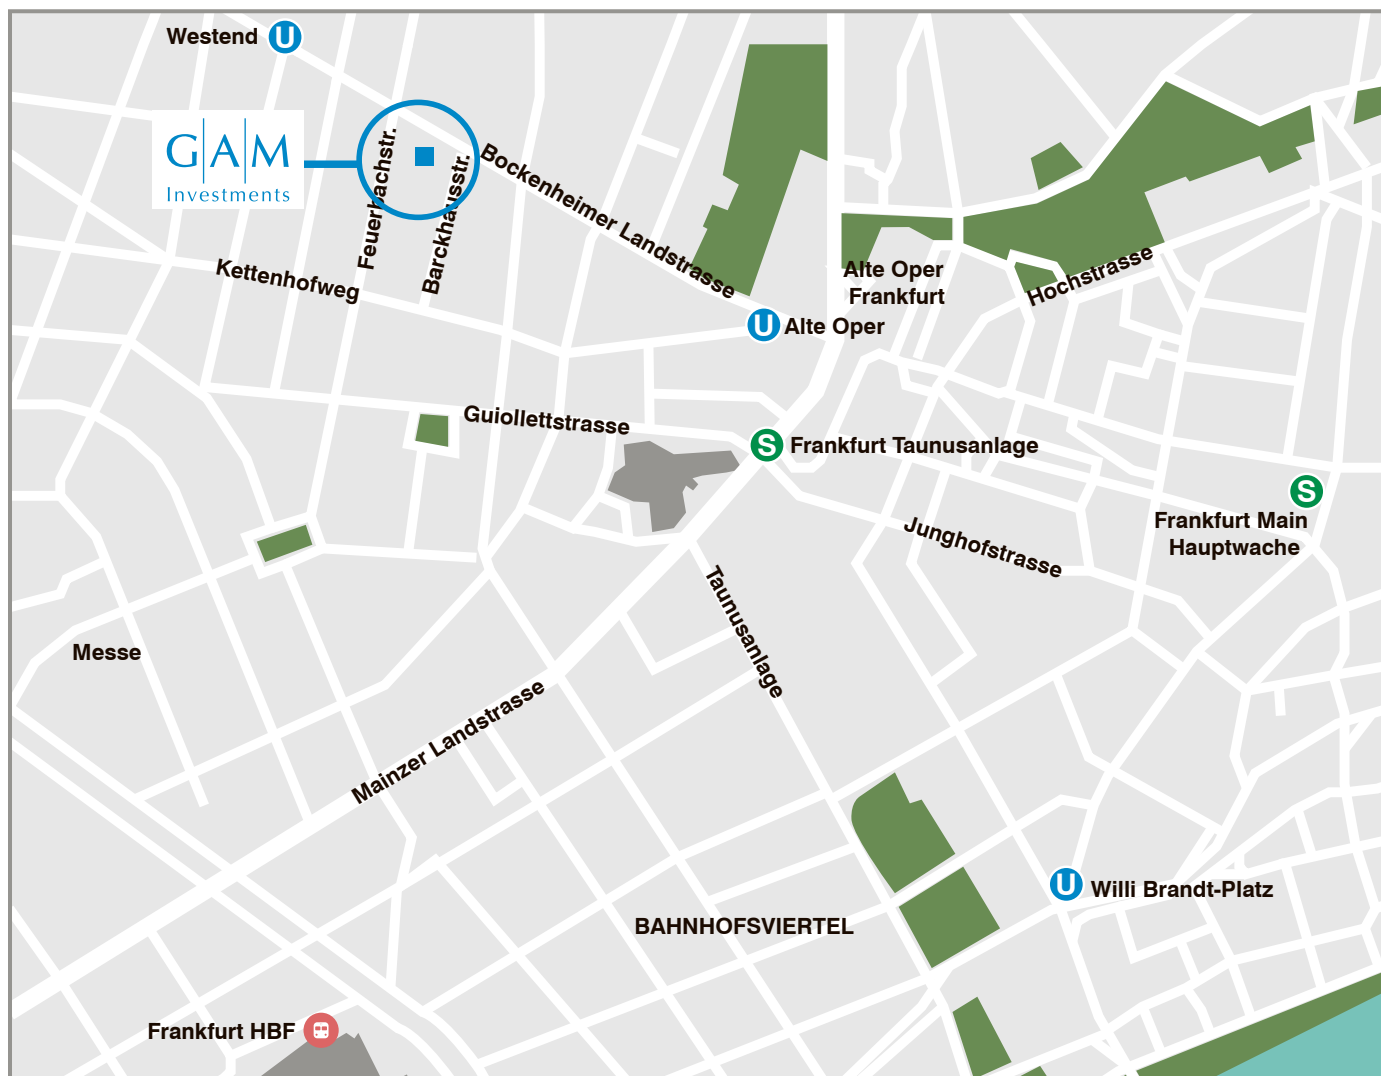 Westend U
GAM
Investments
Feuerbachstr.
Barckhausstr.
Bockenheimer Landstrasse
Kettenhofweg
Alte Oper
Frankfurt
Hochstrasse
U Alte Oper
Guiollettstrasse
S Frankfurt Taunusanlage
S
Frankfurt Main
Hauptwache
Junghofstrasse
Taunusanlage
Messe
Mainzer Landstrasse
U Willi Brandt-Platz
BAHNHOFSVIERTEL
Frankfurt HBF